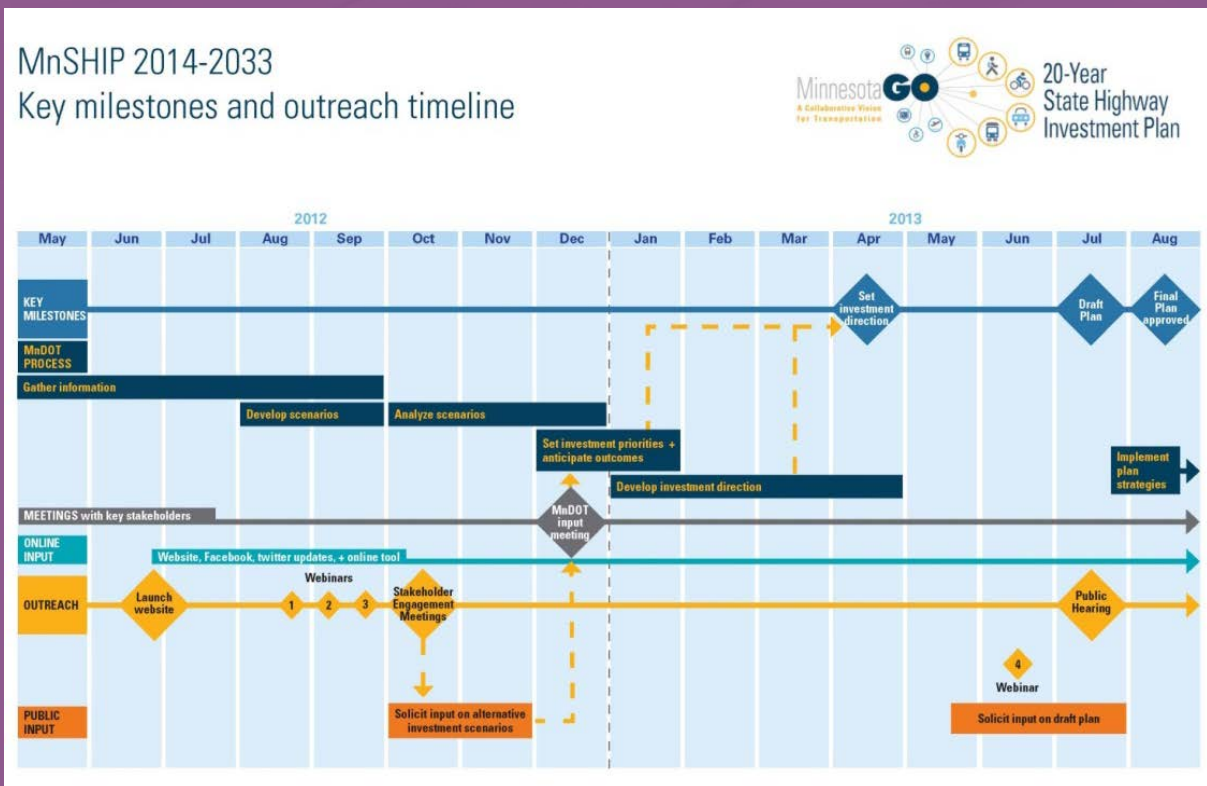 MnSHIP 2014-2033
Key milestones and outreach timeline
MinnesotaGO
A Collaborative Vision
for Transportation
20-Year
State Highway
Investment Plan
2012
2013
May Jun Jul Aug Sep Oct Nov Dec Jan Feb Mar Apr May Jun Jul Aug
KEY
MILESTONES
Set
investment
direction
Draft
Plan
Final
Plan
approved
MnDOT
PROCESS
Gather information
Develop scenarios
Analyze scenarios
Set investment priorities +
anticipate outcomes
Develop investment direction
Implement
plan
strategies
MEETINGS with key stakeholders
MnDOT
input
meeting
ONLINE
INPUT
Website, Facebook, twitter updates, + online tool
OUTREACH
Launch
website
Webinars
1
2
3
Stakeholder
Engagement
Meetings
Public
Hearing
4
Webinar
PUBLIC
INPUT
Solicit input on alternative
investment scenarios
Solicit input on draft plan